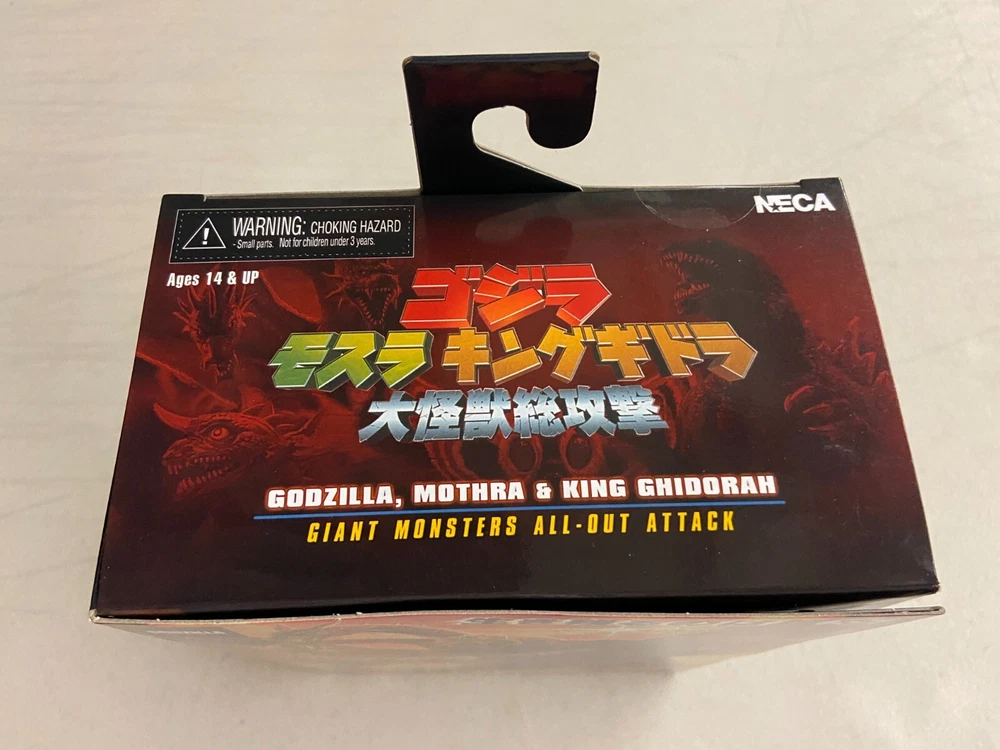 NECA
WARNING: CHOKING HAZARD
- Small parts. Not for children under 3 years.
Ages 14 & UP
ゴジラ
モスラ キングギドラ
大怪獣総攻撃
GODZILLA, MOTHRA & KING GHIDORAH
GIANT MONSTERS ALL-OUT ATTACK